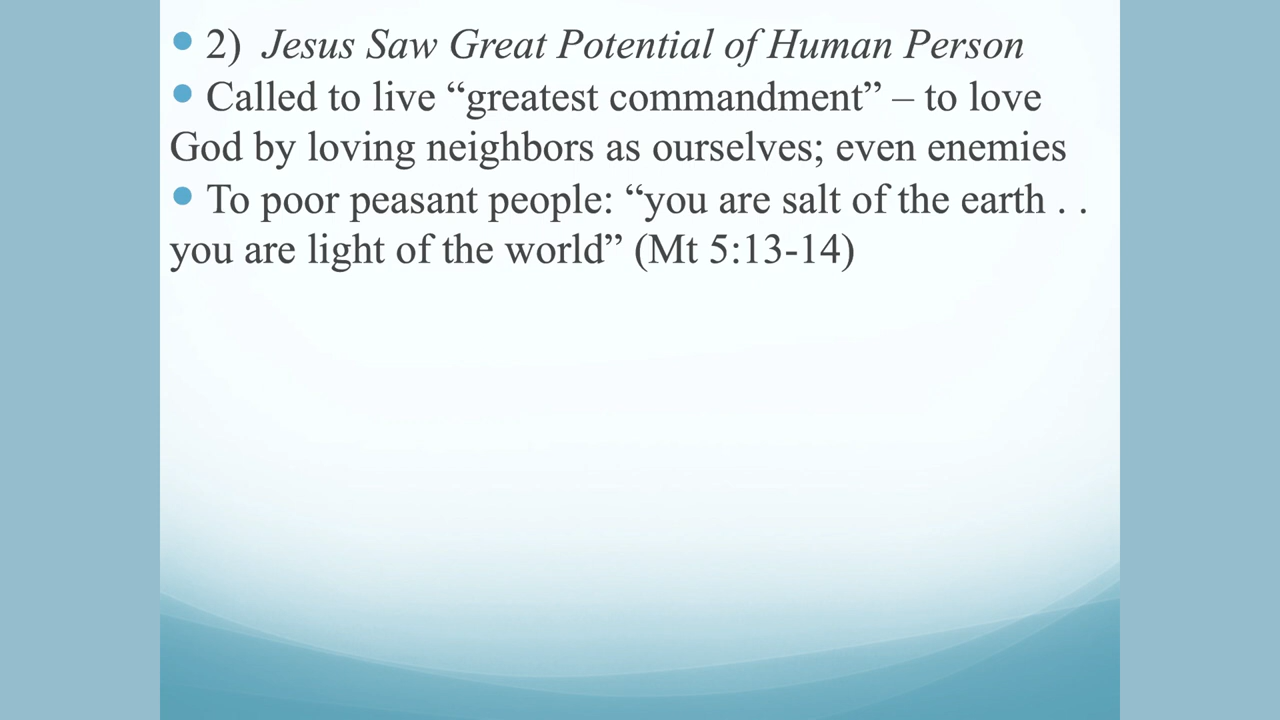 • 2)  Jesus Saw Great Potential of Human Person
• Called to live “greatest commandment” – to love
God by loving neighbors as ourselves; even enemies
• To poor peasant people: “you are salt of the earth . .
you are light of the world” (Mt 5:13-14)